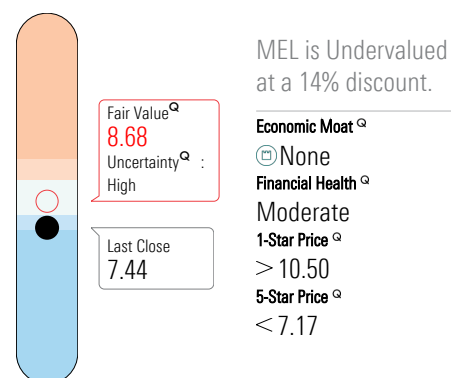 MEL is Undervalued
at a 14% discount.
Fair Value Q
8.68
Uncertainty Q :
High
Last Close
7.44
Economic Moat Q
None
Financial Health Q
Moderate
1-Star Price Q
> 10.50
5-Star Price Q
< 7.17